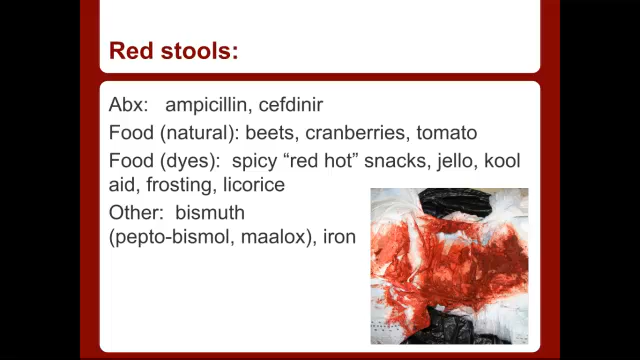 Red stools:
Abx: ampicillin, cefdinir
Food (natural): beets, cranberries, tomato
Food (dyes): spicy “red hot” snacks, jello, kool
aid, frosting, licorice
Other: bismuth
(pepto-bismol, maalox), iron